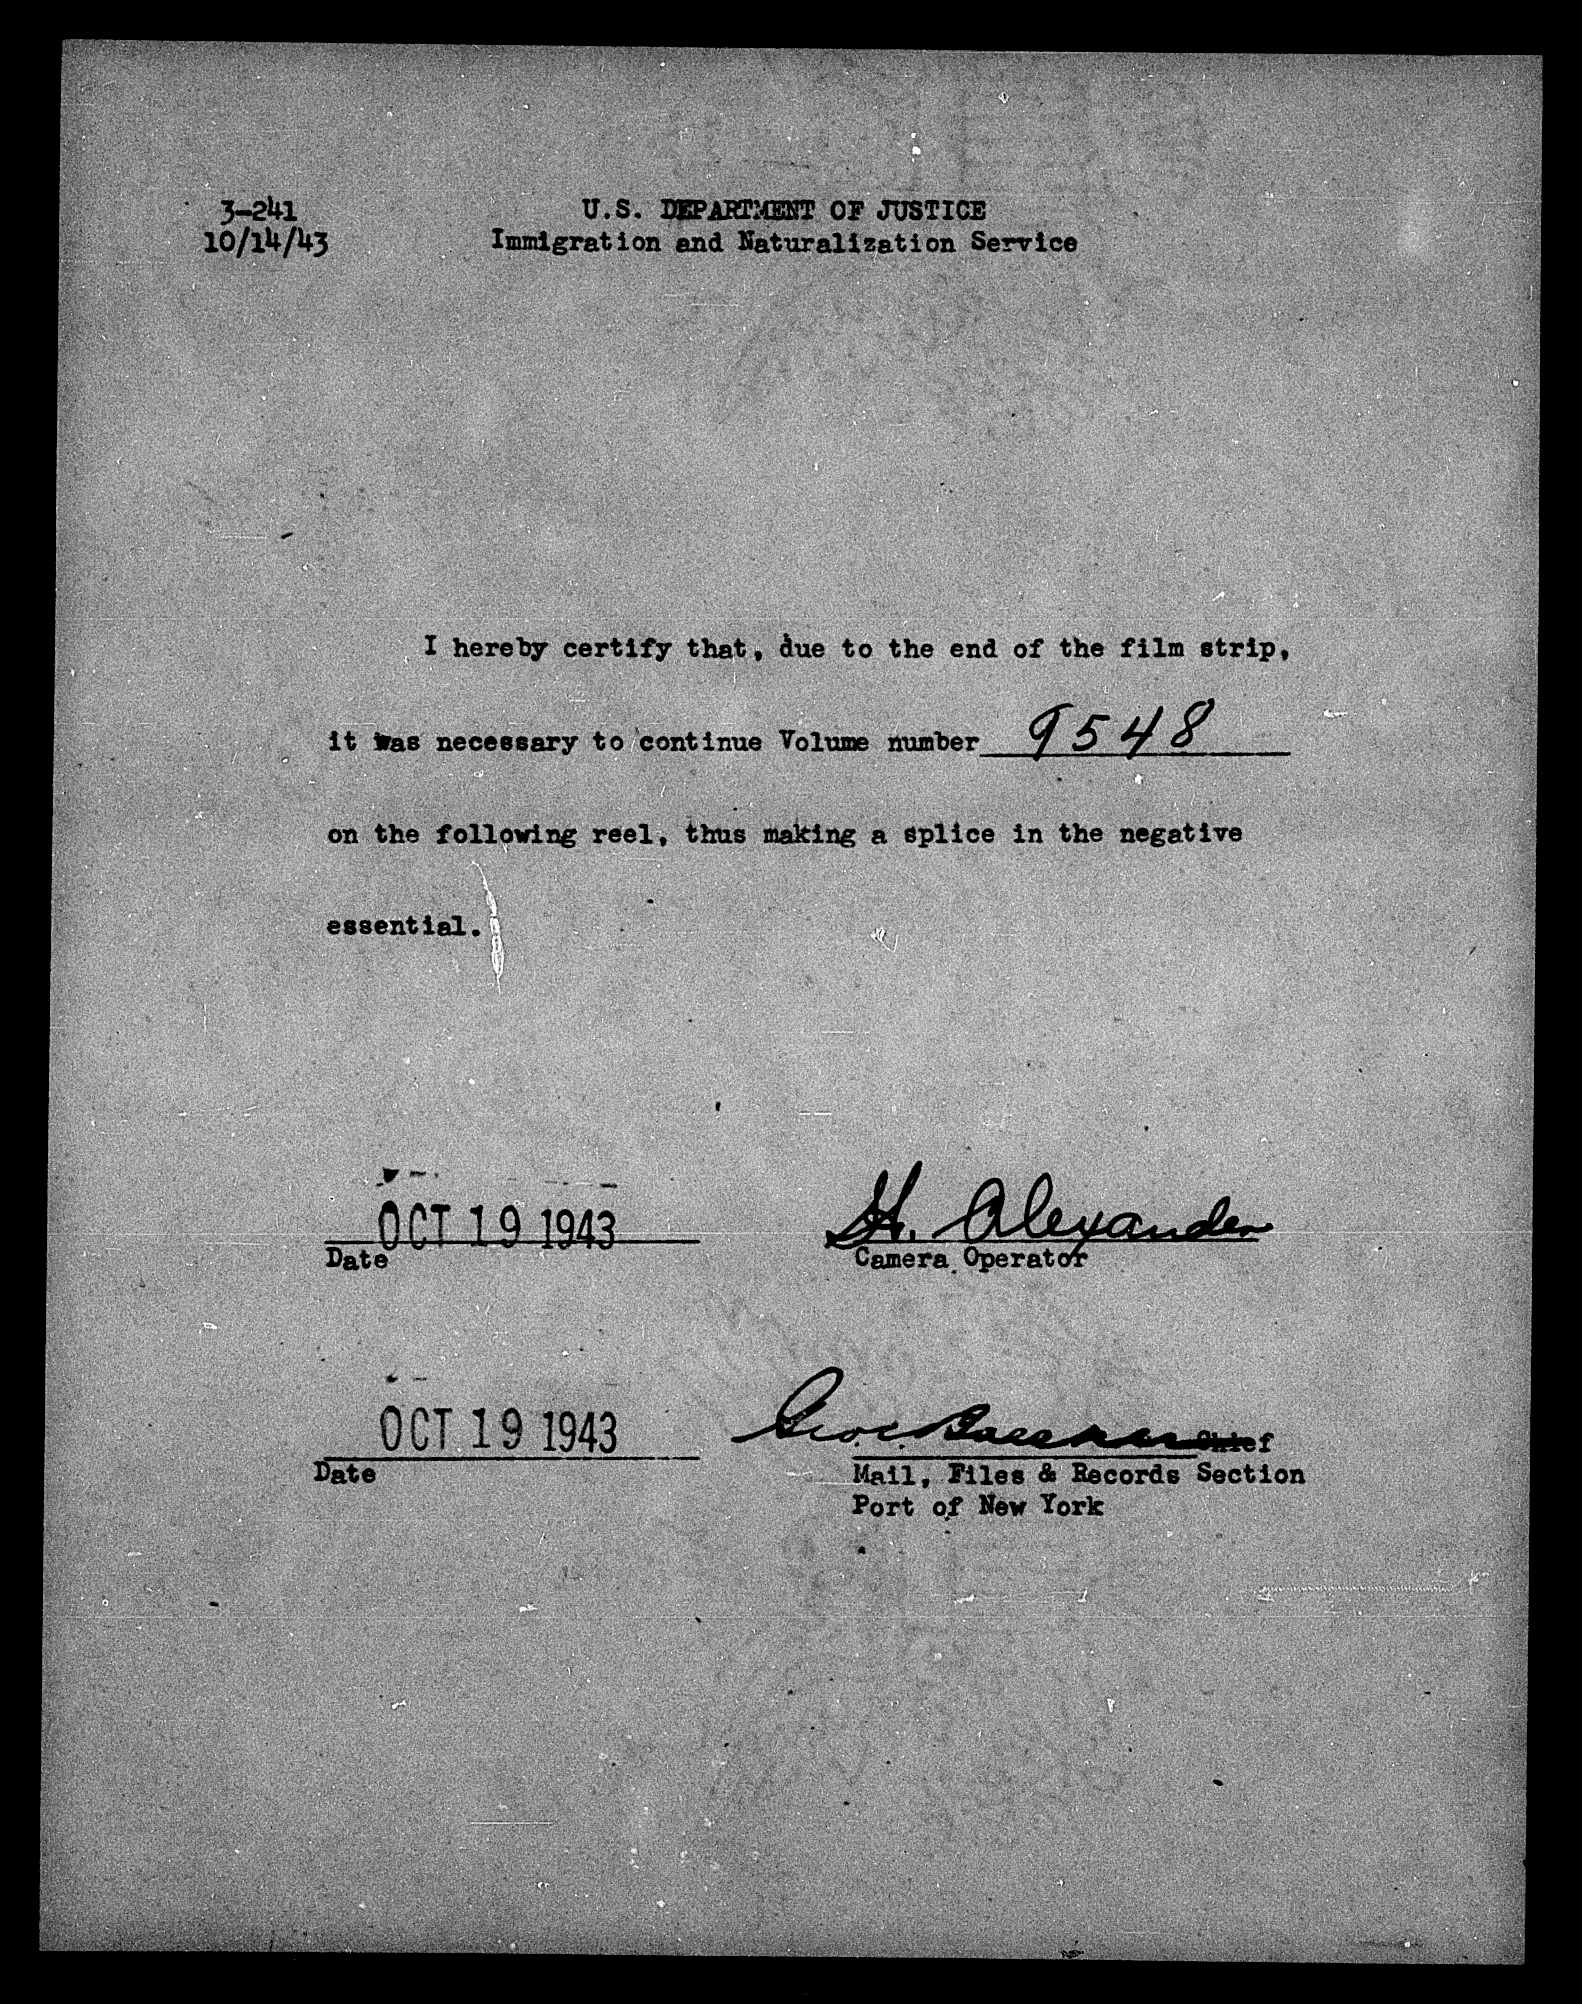 3-241
10/14/43
U.S. DEPARTMENT OF JUSTICE
Immigration and Naturalization Service
I hereby certify that, due to the end of the film strip,
it was necessary to continue Volume number 9548
on the following reel, thus making a splice in the negative
essential.
OCT 19 1943
Date
H. Alexander
Camera Operator
OCT 19 1943
Date
Geo. Chief
Mail, Files & Records Section
Port of New York